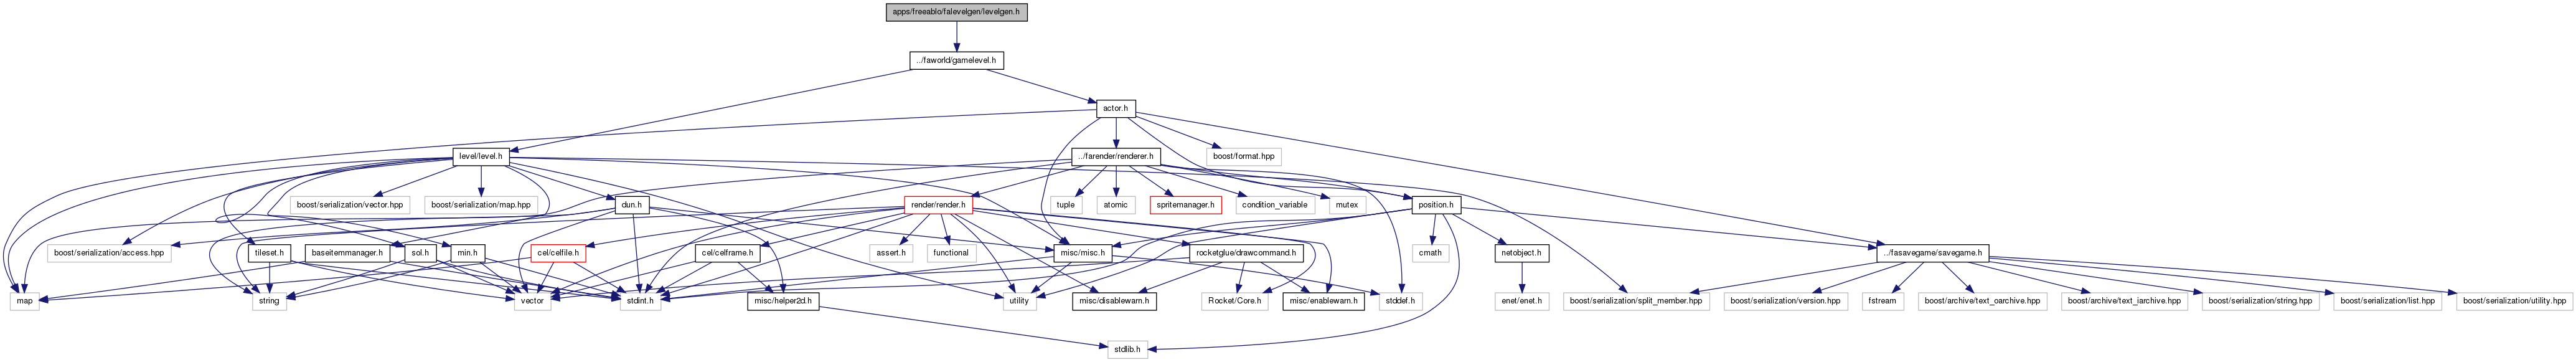 apps/freeablo/falevelgen/levelgen.h
../faworld/gamelevel.h
actor.h
level/level.h
../farender/renderer.h
boost/format.hpp
boost/serialization/vector.hpp
boost/serialization/map.hpp
dun.h
render/render.h
tuple
atomic
spritemanager.h
condition_variable
mutex
position.h
boost/serialization/access.hpp
tileset.h
baseitemmanager.h
sol.h
min.h
cel/celfile.h
cel/celframe.h
assert.h
functional
misc/misc.h
rocketglue/drawcommand.h
cmath
netobject.h
../fasavegame/savegame.h
map
string
vector
stdint.h
misc/helper2d.h
utility
misc/disablewarn.h
Rocket/Core.h
misc/enablewarn.h
stddef.h
enet/enet.h
boost/serialization/split_member.hpp
boost/serialization/version.hpp
fstream
boost/archive/text_oarchive.hpp
boost/archive/text_iarchive.hpp
boost/serialization/string.hpp
boost/serialization/list.hpp
boost/serialization/utility.hpp
stdlib.h